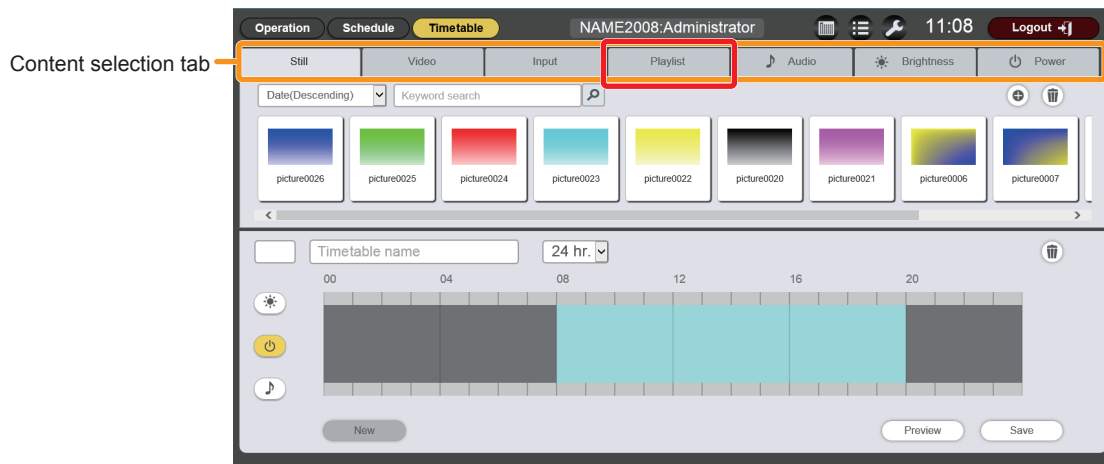 Operation Schedule Timetable NAME2008:Administrator 11:08 Logout
Content selection tab
Still Video Input Playlist Audio Brightness Power
Date(Descending) Keyword search
picture0026 picture0025 picture0024 picture0023 picture0022 picture0020 picture0021 picture0006 picture0007
Timetable name 24 hr.
00 04 08 12 16 20
New Preview Save